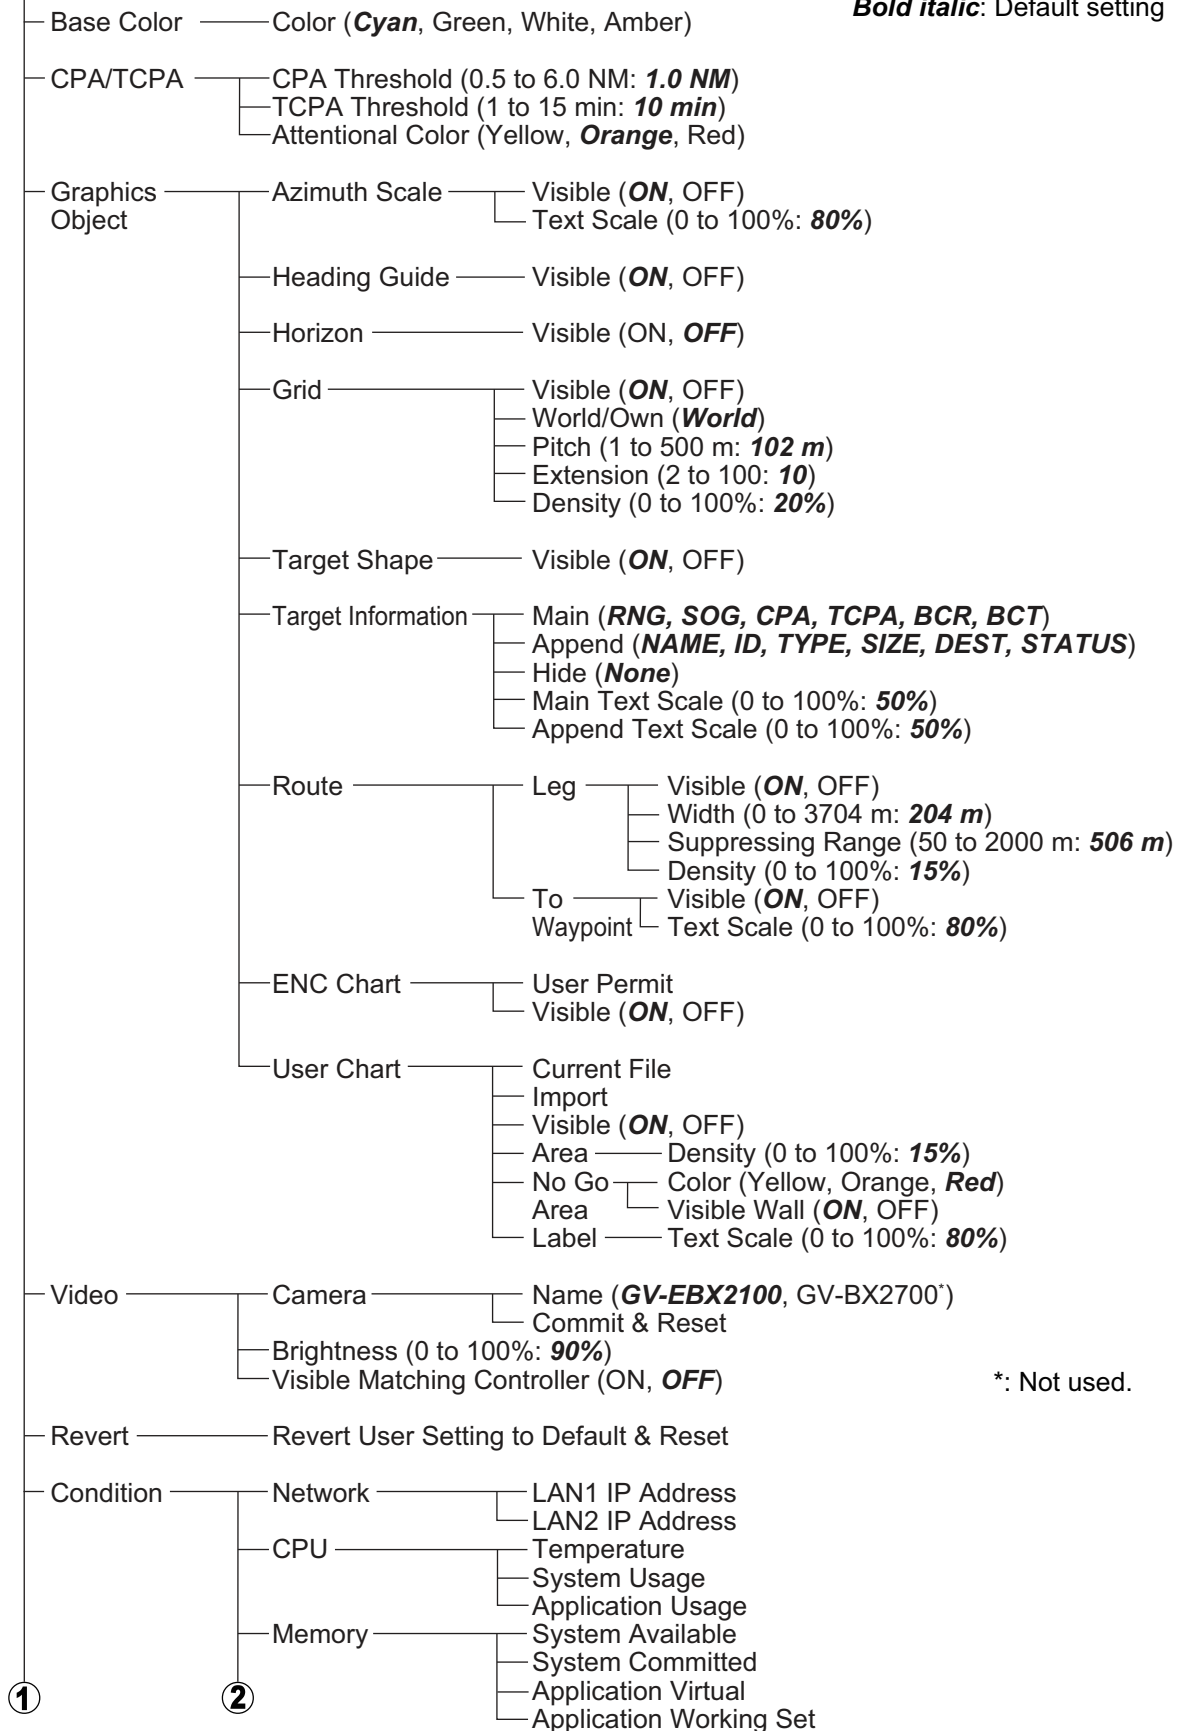 Bold italic: Default setting
Base Color Color (Cyan, Green, White, Amber)
CPA/TCPA CPA Threshold (0.5 to 6.0 NM: 1.0 NM)
TCPA Threshold (1 to 15 min: 10 min)
Attentional Color (Yellow, Orange, Red)
Graphics Azimuth Scale Visible (ON, OFF)
Object Text Scale (0 to 100%: 80%)
Heading Guide Visible (ON, OFF)
Horizon Visible (ON, OFF)
Grid Visible (ON, OFF)
World/Own (World)
Pitch (1 to 500 m: 102 m)
Extension (2 to 100: 10)
Density (0 to 100%: 20%)
Target Shape Visible (ON, OFF)
Target Information Main (RNG, SOG, CPA, TCPA, BCR, BCT)
Append (NAME, ID, TYPE, SIZE, DEST, STATUS)
Hide (None)
Main Text Scale (0 to 100%: 50%)
Append Text Scale (0 to 100%: 50%)
Route Leg Visible (ON, OFF)
Width (0 to 3704 m: 204 m)
Suppressing Range (50 to 2000 m: 506 m)
Density (0 to 100%: 15%)
To Visible (ON, OFF)
Waypoint Text Scale (0 to 100%: 80%)
ENC Chart User Permit
Visible (ON, OFF)
User Chart Current File
Import
Visible (ON, OFF)
Area Density (0 to 100%: 15%)
No Go Color (Yellow, Orange, Red)
Area Visible Wall (ON, OFF)
Label Text Scale (0 to 100%: 80%)
Video Camera Name (GV-EBX2100, GV-BX2700*)
Commit & Reset
Brightness (0 to 100%: 90%)
Visible Matching Controller (ON, OFF) *: Not used.
Revert Revert User Setting to Default & Reset
Condition Network LAN1 IP Address
LAN2 IP Address
CPU Temperature
System Usage
Application Usage
Memory System Available
System Committed
1 2 Application Virtual
Application Working Set